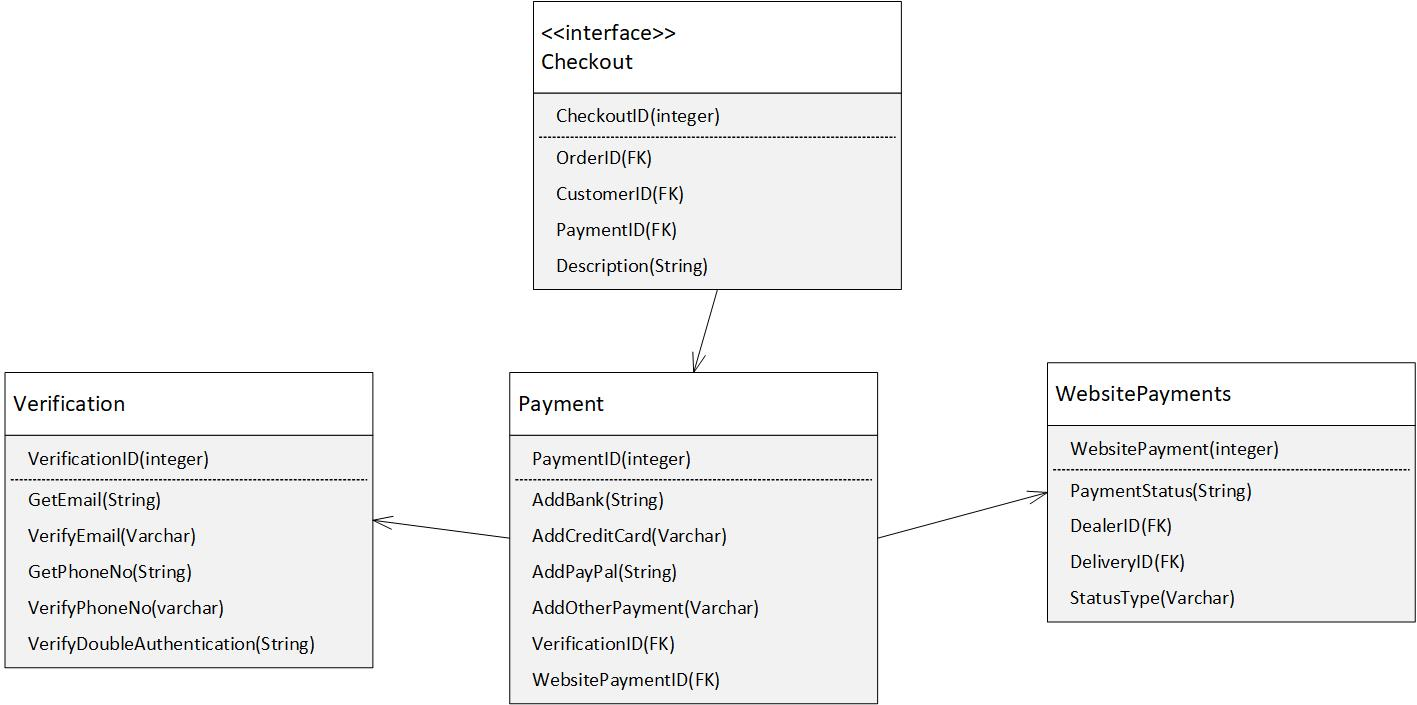 <<interface>>
Checkout
CheckoutID(integer)
OrderID(FK)
CustomerID(FK)
PaymentID(FK)
Description(String)
Verification
VerificationID(integer)
GetEmail(String)
VerifyEmail(Varchar)
GetPhoneNo(String)
VerifyPhoneNo(varchar)
VerifyDoubleAuthentication(String)
Payment
PaymentID(integer)
AddBank(String)
AddCreditCard(Varchar)
AddPayPal(String)
AddOtherPayment(Varchar)
VerificationID(FK)
WebsitePaymentID(FK)
WebsitePayments
WebsitePayment(integer)
PaymentStatus(String)
DealerID(FK)
DeliveryID(FK)
StatusType(Varchar)